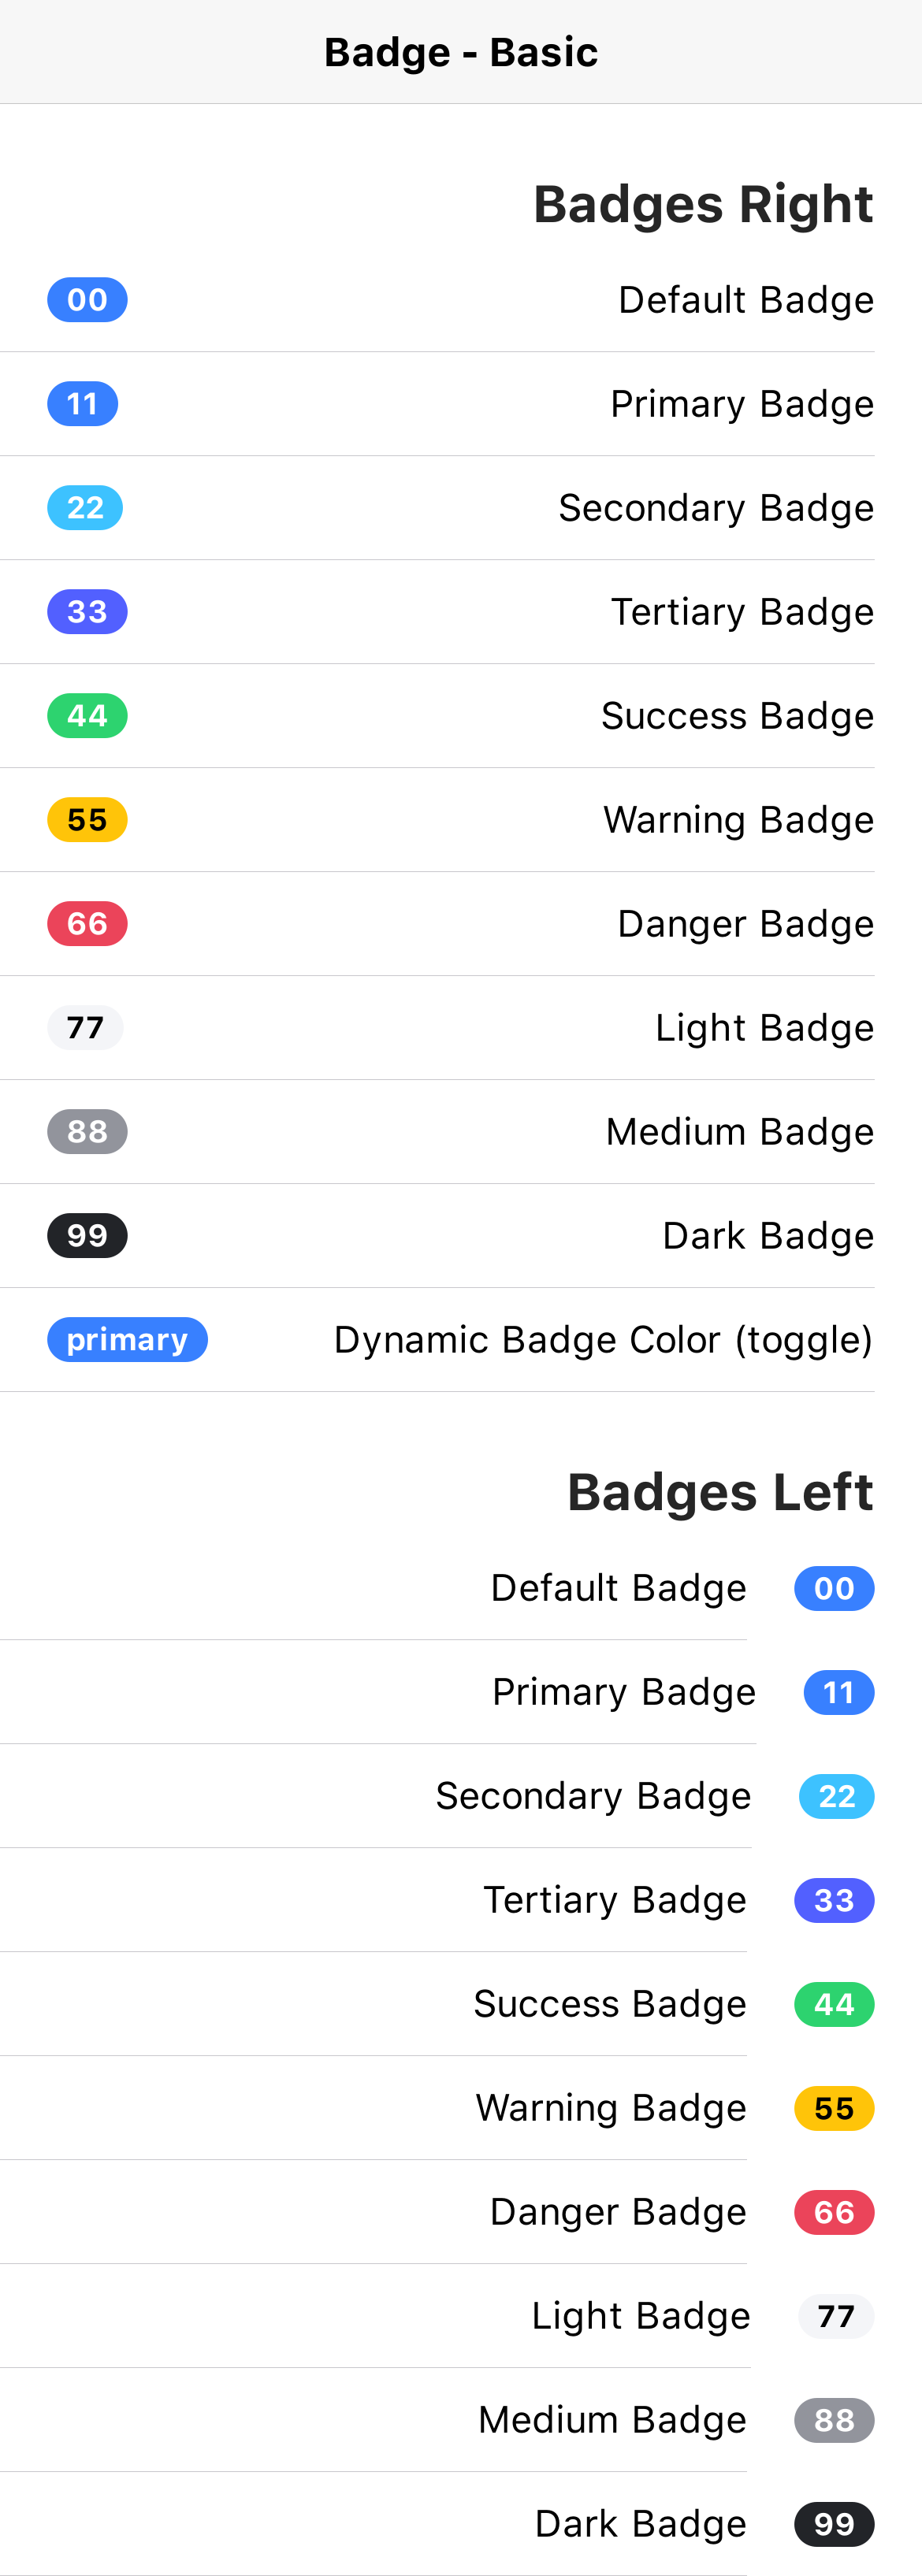 Badge - Basic
Badges Right
00 Default Badge
11 Primary Badge
22 Secondary Badge
33 Tertiary Badge
44 Success Badge
55 Warning Badge
66 Danger Badge
77 Light Badge
88 Medium Badge
99 Dark Badge
primary Dynamic Badge Color (toggle)
Badges Left
Default Badge 00
Primary Badge 11
Secondary Badge 22
Tertiary Badge 33
Success Badge 44
Warning Badge 55
Danger Badge 66
Light Badge 77
Medium Badge 88
Dark Badge 99